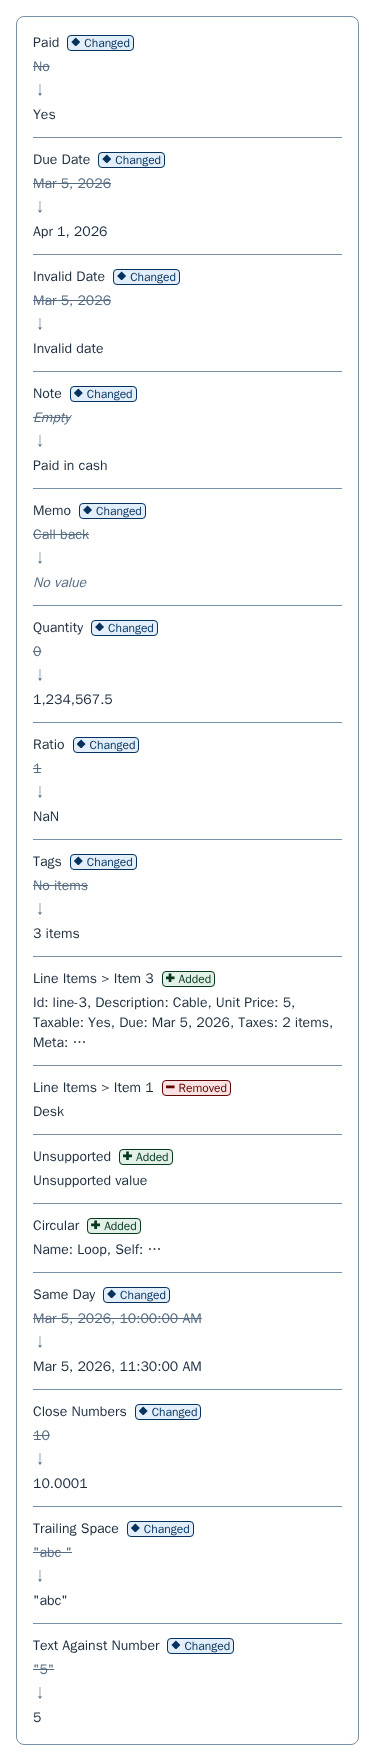 Paid ◆ Changed
No
↓
Yes
Due Date ◆ Changed
Mar 5, 2026
↓
Apr 1, 2026
Invalid Date ◆ Changed
Mar 5, 2026
↓
Invalid date
Note ◆ Changed
Empty
↓
Paid in cash
Memo ◆ Changed
Call back
↓
No value
Quantity ◆ Changed
0
↓
1,234,567.5
Ratio ◆ Changed
1
↓
NaN
Tags ◆ Changed
No items
↓
3 items
Line Items > Item 3 ✚ Added
Id: line-3, Description: Cable, Unit Price: 5,
Taxable: Yes, Due: Mar 5, 2026, Taxes: 2 items,
Meta: ⋯
Line Items > Item 1 ━ Removed
Desk
Unsupported ✚ Added
Unsupported value
Circular ✚ Added
Name: Loop, Self: ⋯
Same Day ◆ Changed
Mar 5, 2026, 10:00:00 AM
↓
Mar 5, 2026, 11:30:00 AM
Close Numbers ◆ Changed
10
↓
10.0001
Trailing Space ◆ Changed
"abc "
↓
"abc"
Text Against Number ◆ Changed
"5"
↓
5